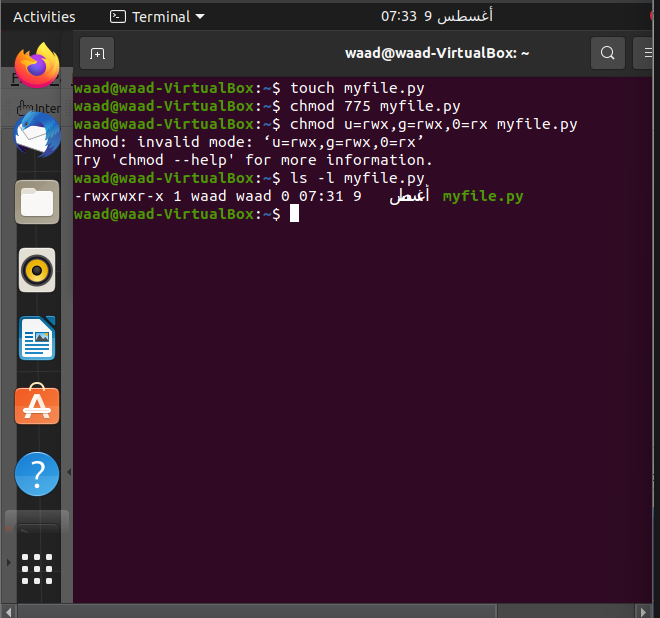 Activities Terminal 07:33 9 أغسطس
waad@waad-VirtualBox: ~
Inter
waad@waad-VirtualBox:~$ touch myfile.py
waad@waad-VirtualBox:~$ chmod 775 myfile.py
waad@waad-VirtualBox:~$ chmod u=rwx,g=rwx,0=rx myfile.py
chmod: invalid mode: ‘u=rwx,g=rwx,0=rx’
Try 'chmod --help' for more information.
waad@waad-VirtualBox:~$ ls -l myfile.py
-rwxrwxr-x 1 waad waad 0 07:31 9 أغسطس myfile.py
waad@waad-VirtualBox:~$